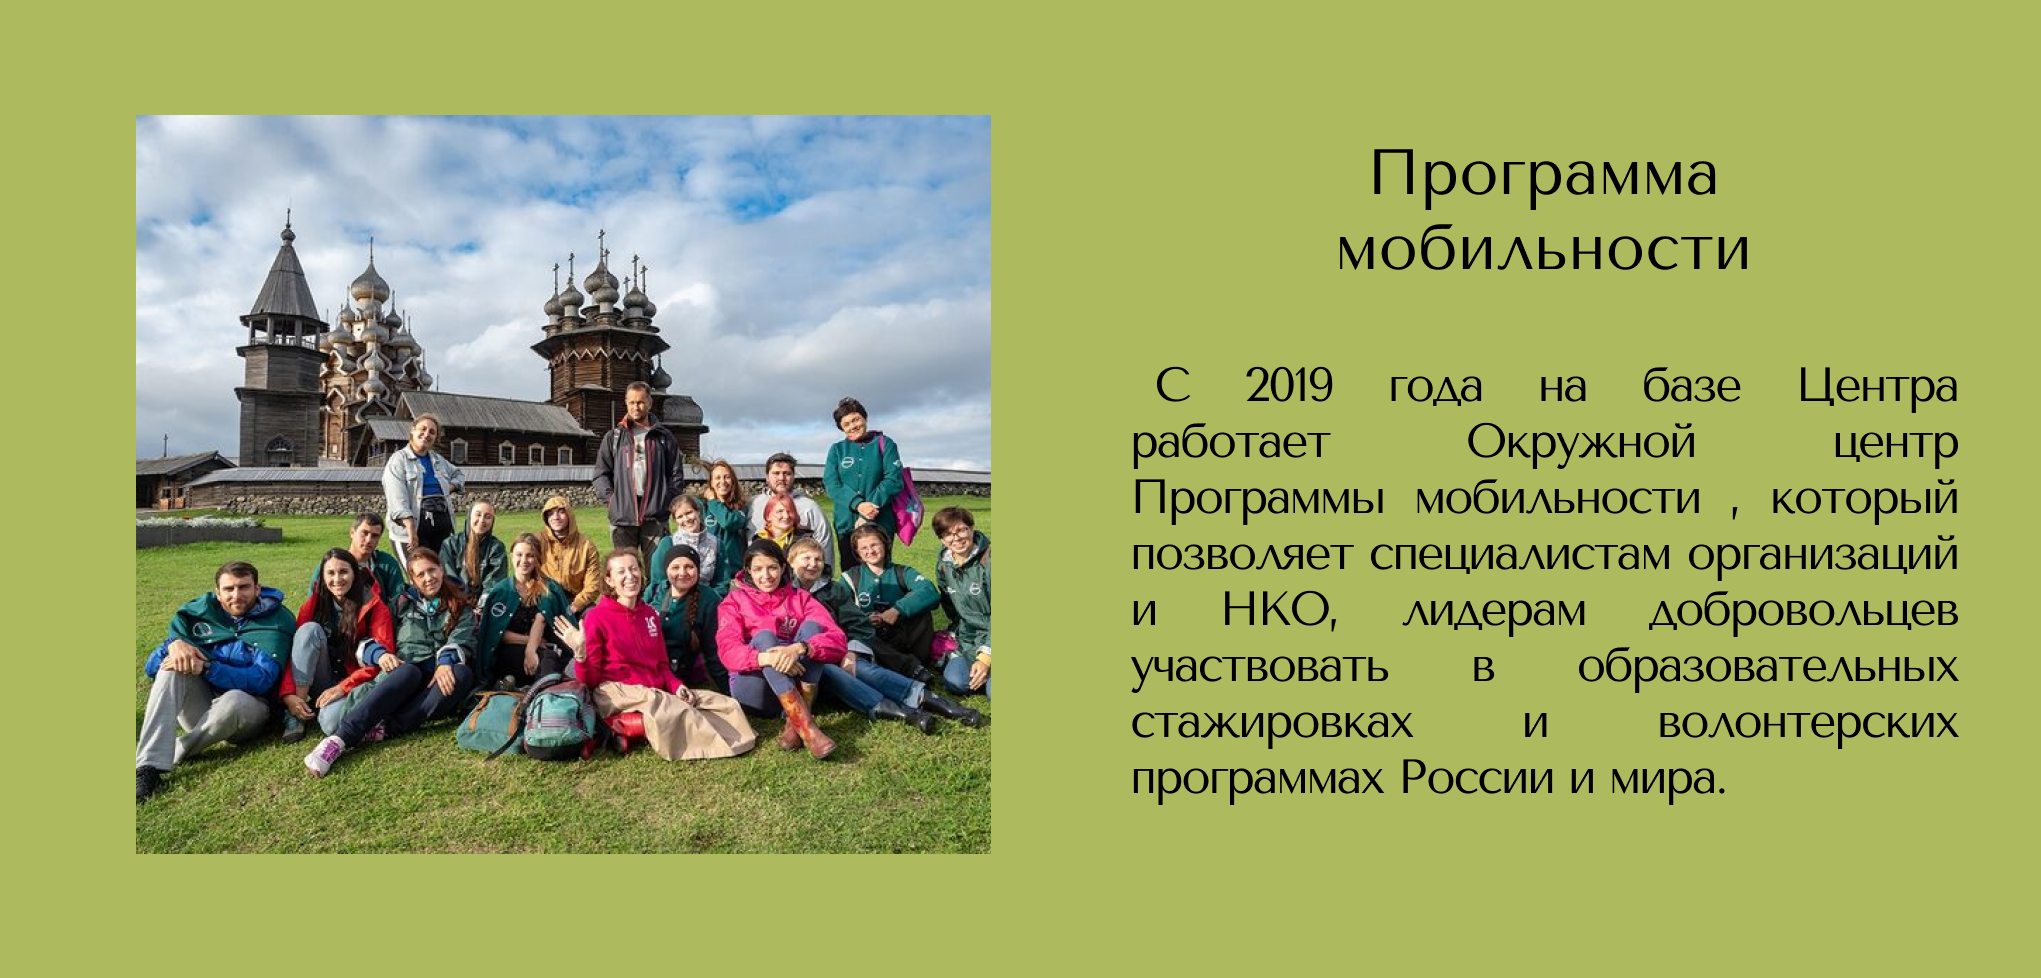 Программа
мобильности
С 2019 года на базе Центра
работает Окружной центр
Программы мобильности , который
позволяет специалистам организаций
и НКО, лидерам добровольцев
участвовать в образовательных
стажировках и волонтерских
программах России и мира.